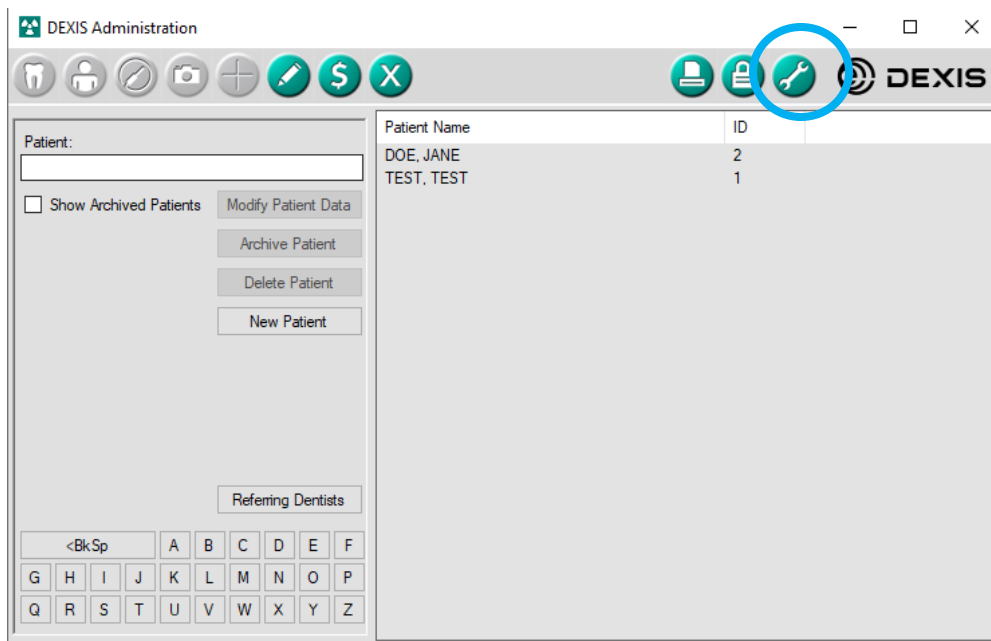 DEXIS Administration
$ X DEXIS
Patient:
Show Archived Patients
Modify Patient Data
Archive Patient
Delete Patient
New Patient
Referring Dentists
<BkSp A B C D E F
G H I J K L M N O P
Q R S T U V W X Y Z
Patient Name ID
DOE, JANE 2
TEST, TEST 1